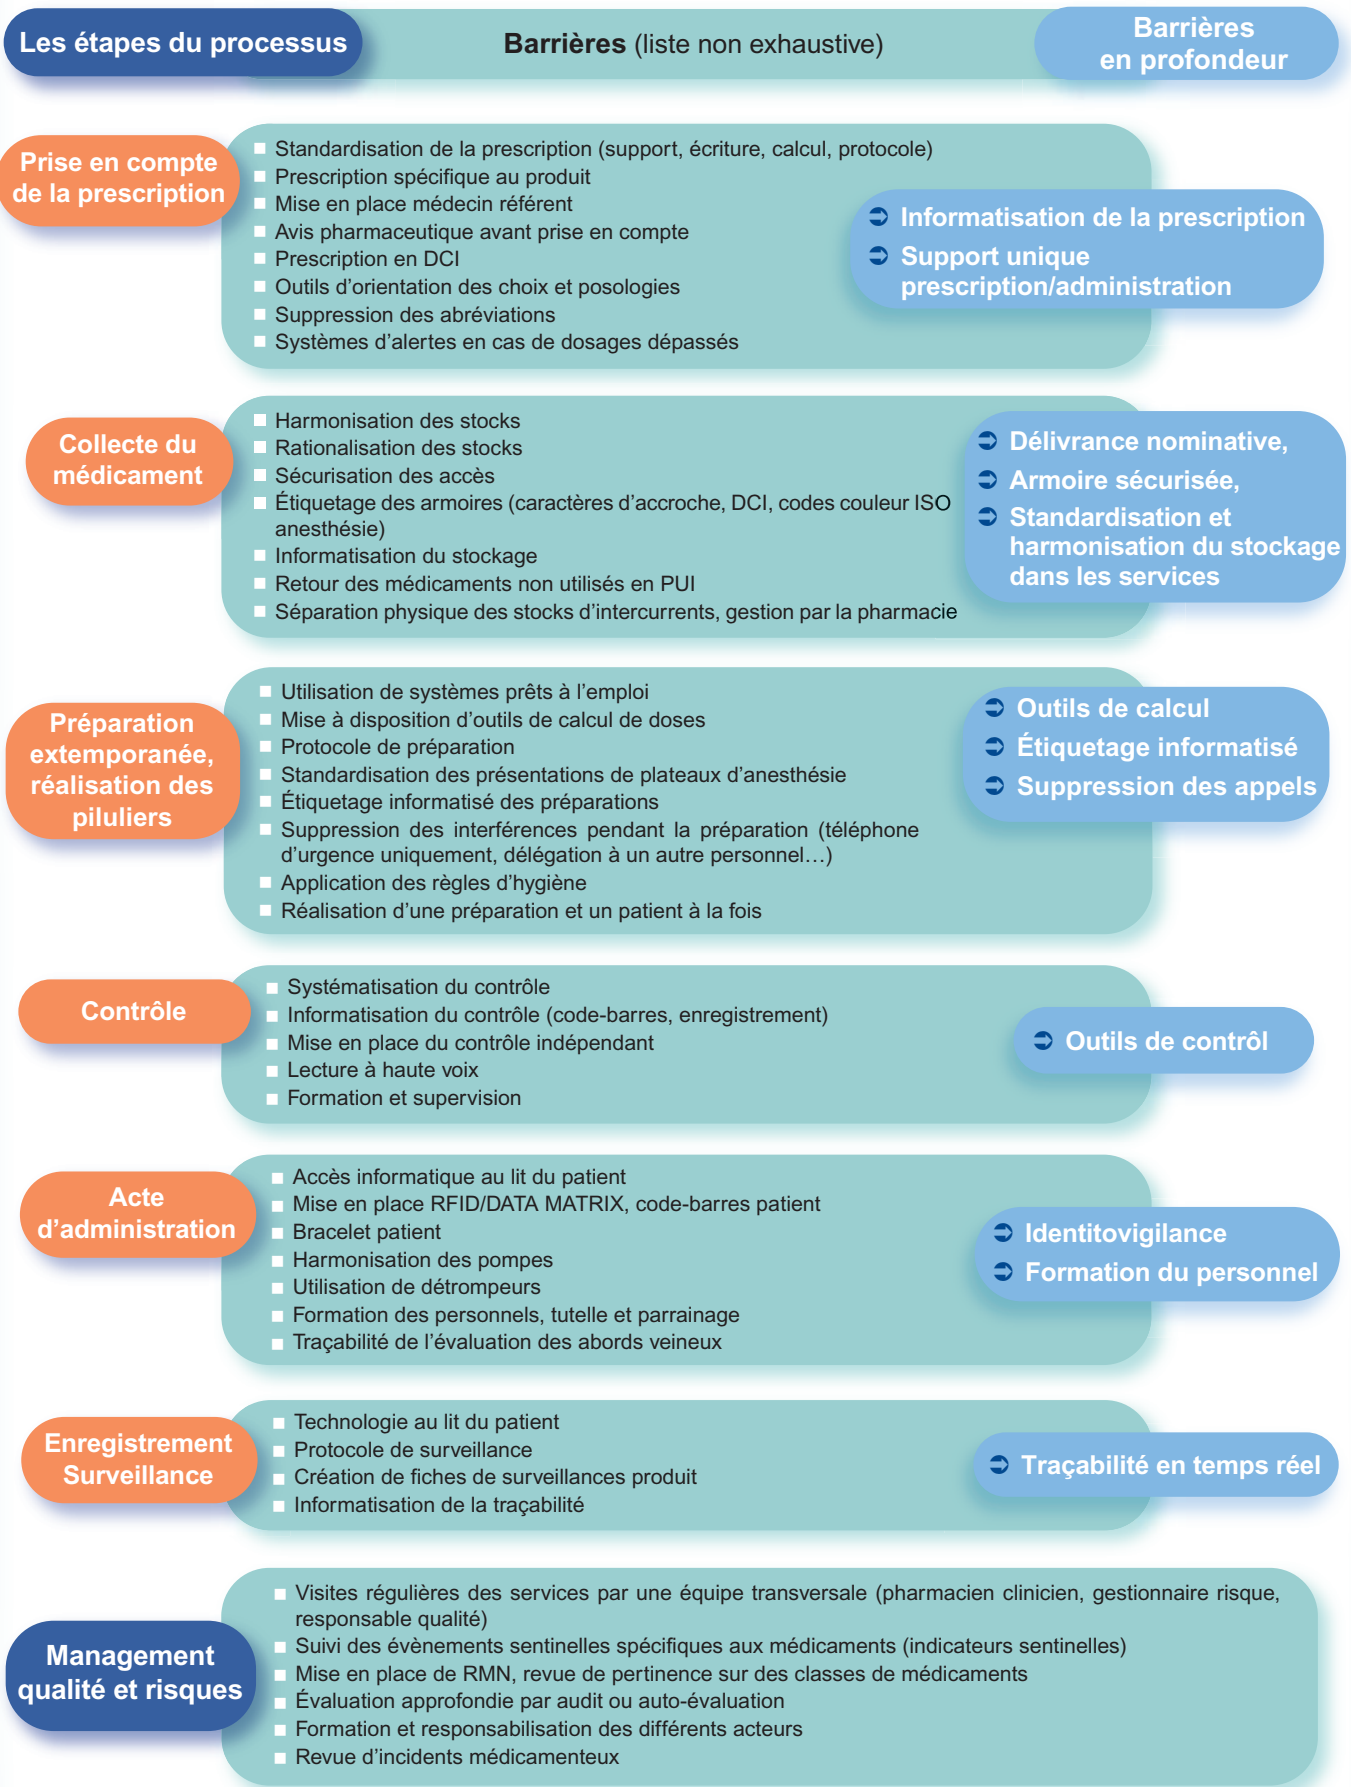 Les étapes du processus
Barrières (liste non exhaustive)
Barrières
en profondeur
Prise en compte
de la prescription
Standardisation de la prescription (support, écriture, calcul, protocole)
Prescription spécifique au produit
Mise en place médecin référent
Avis pharmaceutique avant prise en compte
Prescription en DCI
Outils d’orientation des choix et posologies
Suppression des abréviations
Systèmes d’alertes en cas de dosages dépassés
Informatisation de la prescription
Support unique
prescription/administration
Collecte du
médicament
Harmonisation des stocks
Rationalisation des stocks
Sécurisation des accès
Étiquetage des armoires (caractères d’accroche, DCI, codes couleur ISO
anesthésie)
Informatisation du stockage
Retour des médicaments non utilisés en PUI
Séparation physique des stocks d’intercurrents, gestion par la pharmacie
Délivrance nominative,
Armoire sécurisée,
Standardisation et
harmonisation du stockage
dans les services
Préparation
extemporanée,
réalisation des
piluliers
Utilisation de systèmes prêts à l’emploi
Mise à disposition d’outils de calcul de doses
Protocole de préparation
Standardisation des présentations de plateaux d’anesthésie
Étiquetage informatisé des préparations
Suppression des interférences pendant la préparation (téléphone
d’urgence uniquement, délégation à un autre personnel…)
Application des règles d’hygiène
Réalisation d’une préparation et un patient à la fois
Outils de calcul
Étiquetage informatisé
Suppression des appels
Contrôle
Systématisation du contrôle
Informatisation du contrôle (code-barres, enregistrement)
Mise en place du contrôle indépendant
Lecture à haute voix
Formation et supervision
Outils de contrôl
Acte
d’administration
Accès informatique au lit du patient
Mise en place RFID/DATA MATRIX, code-barres patient
Bracelet patient
Harmonisation des pompes
Utilisation de détrompeurs
Formation des personnels, tutelle et parrainage
Traçabilité de l’évaluation des abords veineux
Identitovigilance
Formation du personnel
Enregistrement
Surveillance
Technologie au lit du patient
Protocole de surveillance
Création de fiches de surveillances produit
Informatisation de la traçabilité
Traçabilité en temps réel
Management
qualité et risques
Visites régulières des services par une équipe transversale (pharmacien clinicien, gestionnaire risque,
responsable qualité)
Suivi des évènements sentinelles spécifiques aux médicaments (indicateurs sentinelles)
Mise en place de RMN, revue de pertinence sur des classes de médicaments
Évaluation approfondie par audit ou auto-évaluation
Formation et responsabilisation des différents acteurs
Revue d’incidents médicamenteux